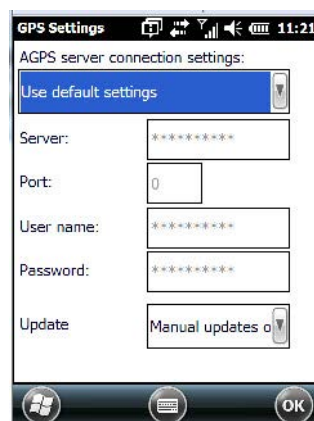 GPS Settings 11:21
AGPS server connection settings:
Use default settings
Server: **********
Port: 0
User name: **********
Password: **********
Update Manual updates o
OK